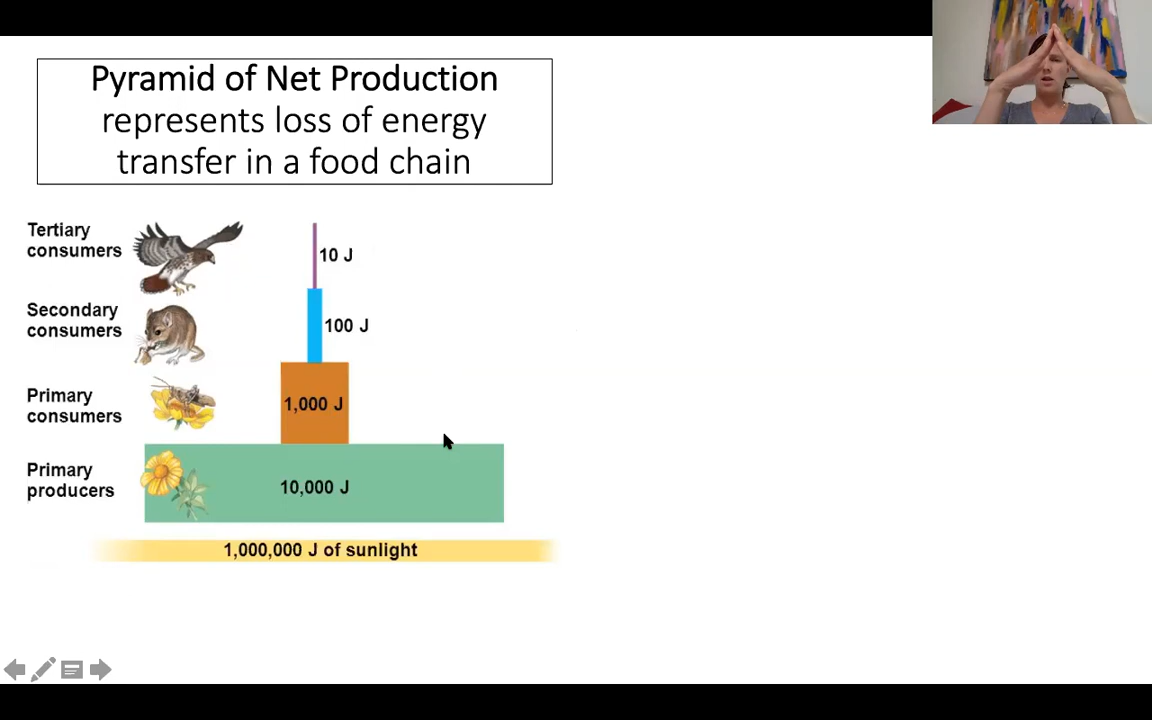 Pyramid of Net Production
represents loss of energy
transfer in a food chain
Tertiary
consumers
10 J
Secondary
consumers
100 J
Primary
consumers
1,000 J
Primary
producers
10,000 J
1,000,000 J of sunlight